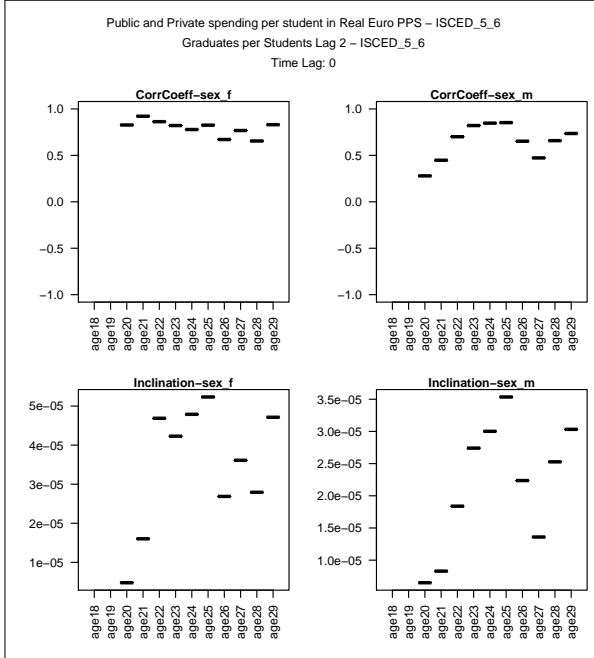 Public and Private spending per student in Real Euro PPS − ISCED_5_6
Graduates per Students Lag 2 − ISCED_5_6
Time Lag: 0
CorrCoeff−sex_f
1.0
0.5
0.0
−0.5
−1.0
age18
age20
age21
age22
age23
age24
age25
age26
age27
age28
age29
CorrCoeff−sex_m
1.0
0.5
0.0
−0.5
−1.0
age18
age19
age20
age21
age22
age23
age24
age25
age26
age27
age28
age29
Inclination−sex_f
5e−05
4e−05
3e−05
2e−05
1e−05
age18
age19
age20
age21
age22
age23
age24
age25
age26
age27
age28
age29
Inclination−sex_m
3.5e−05
3.0e−05
2.5e−05
2.0e−05
1.5e−05
1.0e−05
age18
age19
age20
age21
age22
age23
age24
age25
age26
age27
age28
age29